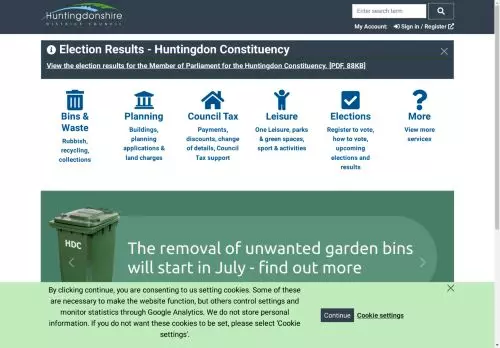 Huntingdonshire
DISTRICT COUNCIL
Enter search term
My Account: Sign in / Register
Election Results - Huntingdon Constituency
View the election results for the Member of Parliament for the Huntingdon Constituency. [PDF, 88KB]
Bins &
Waste
Rubbish,
recycling,
collections
Planning
Buildings,
planning
applications &
land charges
Council Tax
Payments,
discounts, change
of details, Council
Tax support
Leisure
One Leisure, parks
& green spaces,
sport & activities
Elections
Register to vote,
how to vote,
upcoming
elections and
results
More
View more
services
HDC
The removal of unwanted garden bins
will start in July - find out more
By clicking continue, you are consenting to us setting cookies. Some of these
are necessary to make the website function, but others control settings and
monitor statistics through Google Analytics. We do not store personal
information. If you do not want these cookies to be set, please select 'Cookie
settings'.
Continue
Cookie settings